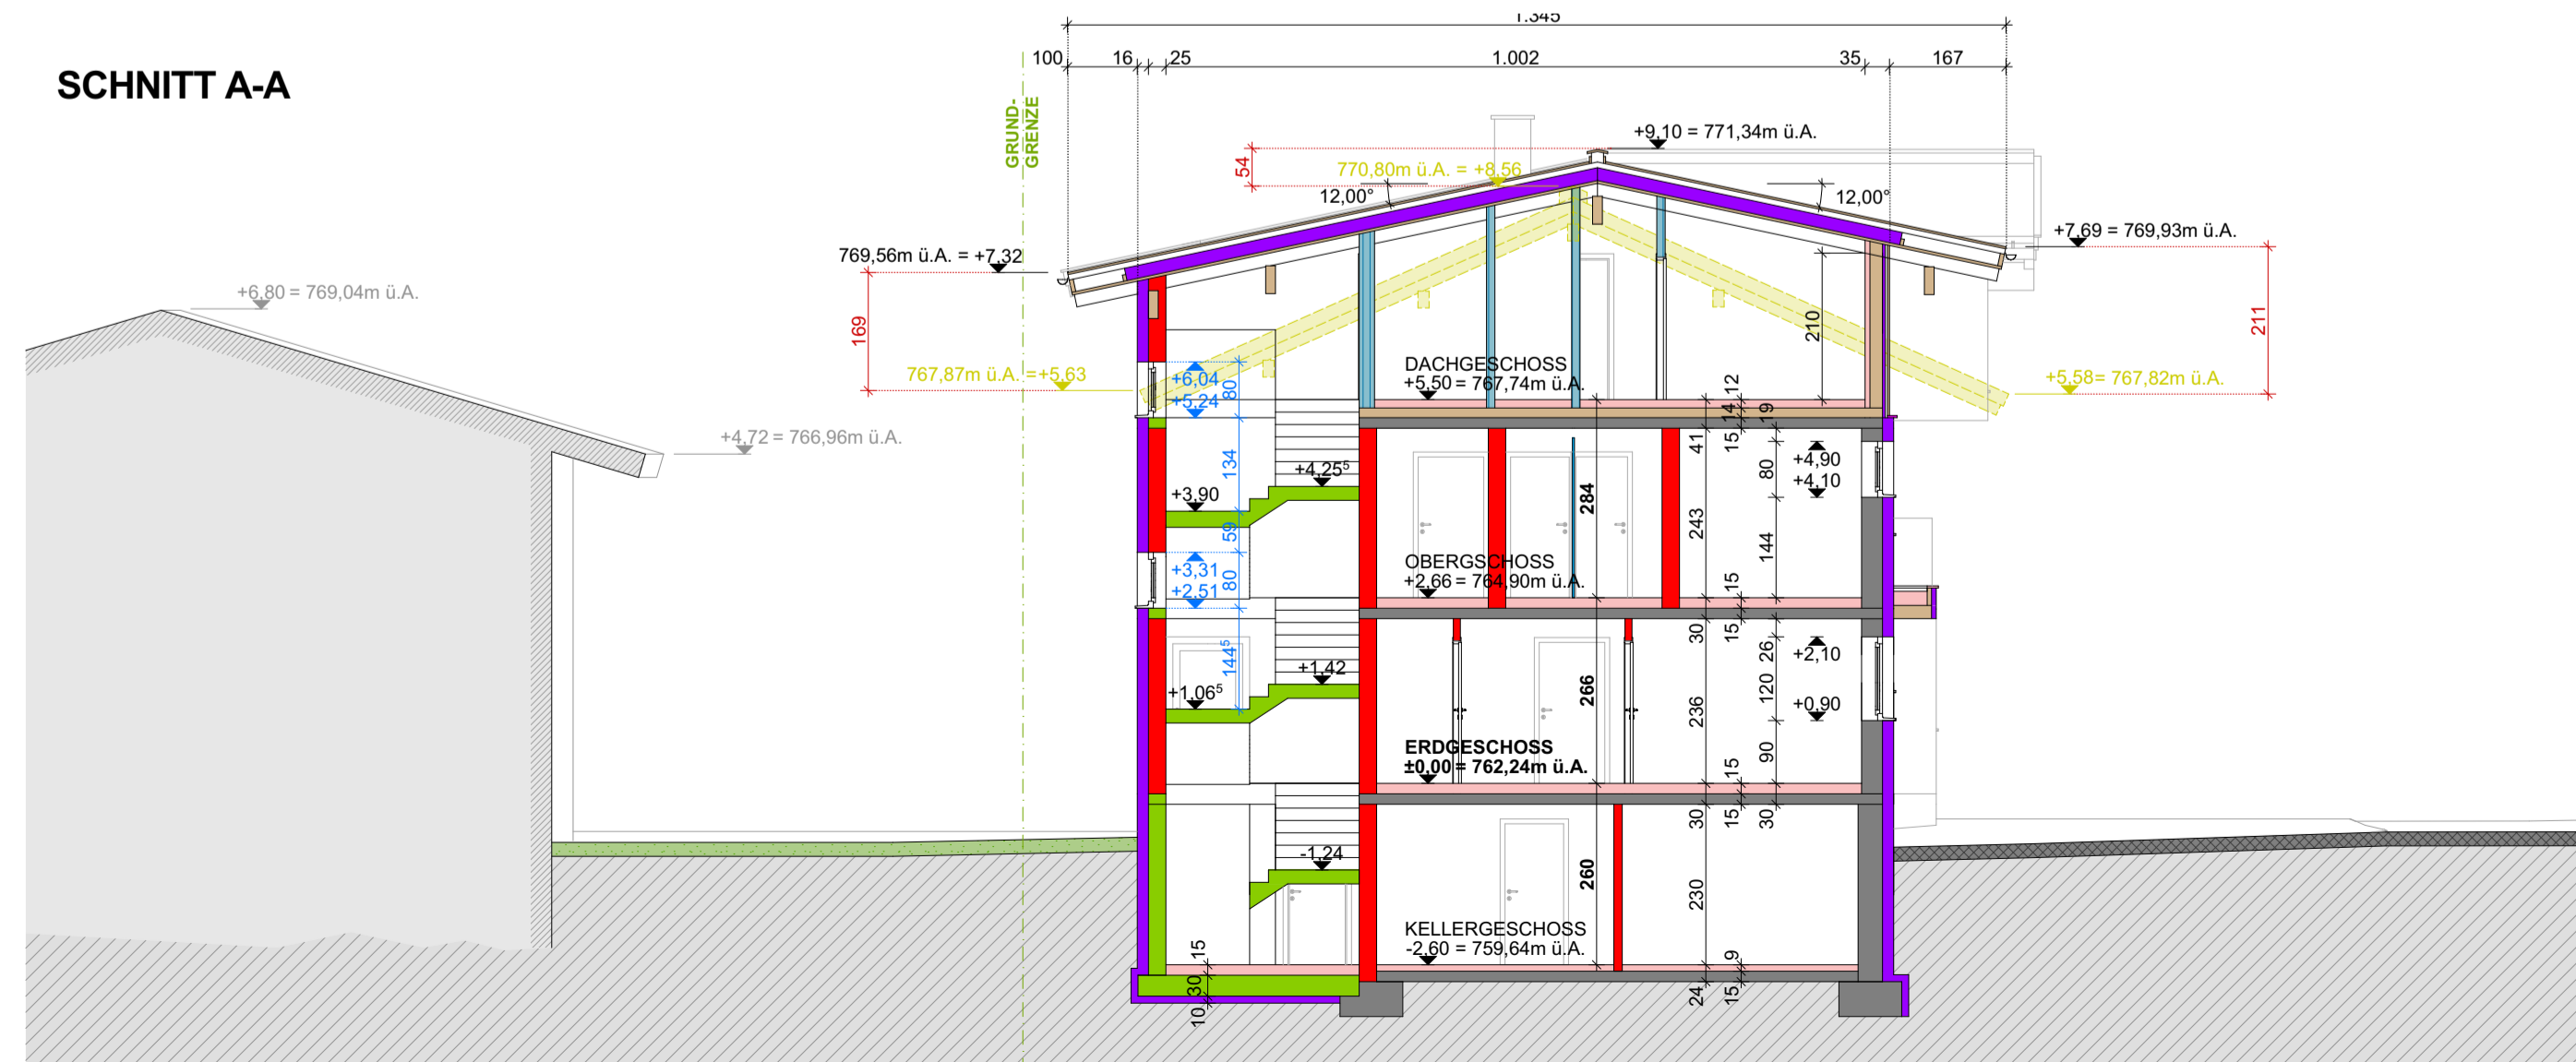 1.345
100 16 25 1.002 35 167
SCHNITT A-A
GRUND-
GRENZE
+9,10 = 771,34m ü.A.
54
770,80m ü.A. = +8,56
12,00°
12,00°
+7,69 = 769,93m ü.A.
769,56m ü.A. = +7,32
+6,80 = 769,04m ü.A.
169
211
210
767,87m ü.A. =+5,63
+5,58= 767,82m ü.A.
DACHGESCHOSS
+5,50 = 767,74m ü.A.
+6,04
+5,24
80
12
14
19
+4,72 = 766,96m ü.A.
134
+4,25⁵
+3,90
59
41
15
80
+4,90
+4,10
284
243
144
OBERGSCHOSS
+2,66 = 764,90m ü.A.
+3,31
+2,51
80
15
30
15
26
+2,10
144⁵
+1,42
+1,06⁵
266
236
120
+0,90
90
ERDGESCHOSS
±0,00 = 762,24m ü.A.
15
30
15
30
-1,24
260
230
KELLERGESCHOSS
-2,60 = 759,64m ü.A.
15
30
10
9
24
15